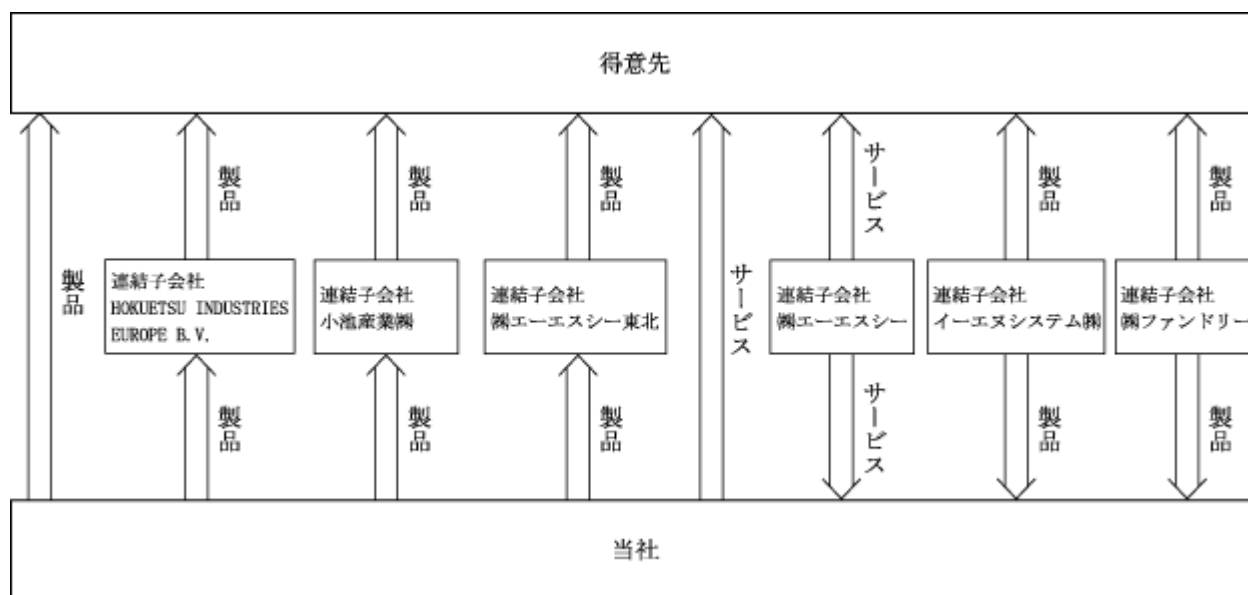 得意先
製品
製品
製品
サービス
製品
製品
製品
サービス
連結子会社
HOKUETSU INDUSTRIES
EUROPE B.V.
連結子会社
小池産業㈱
連結子会社
㈱エーエスシー東北
連結子会社
㈱エーエスシー
連結子会社
イーエヌシステム㈱
連結子会社
㈱ファンドリー
製品
製品
製品
サービス
製品
製品
当社